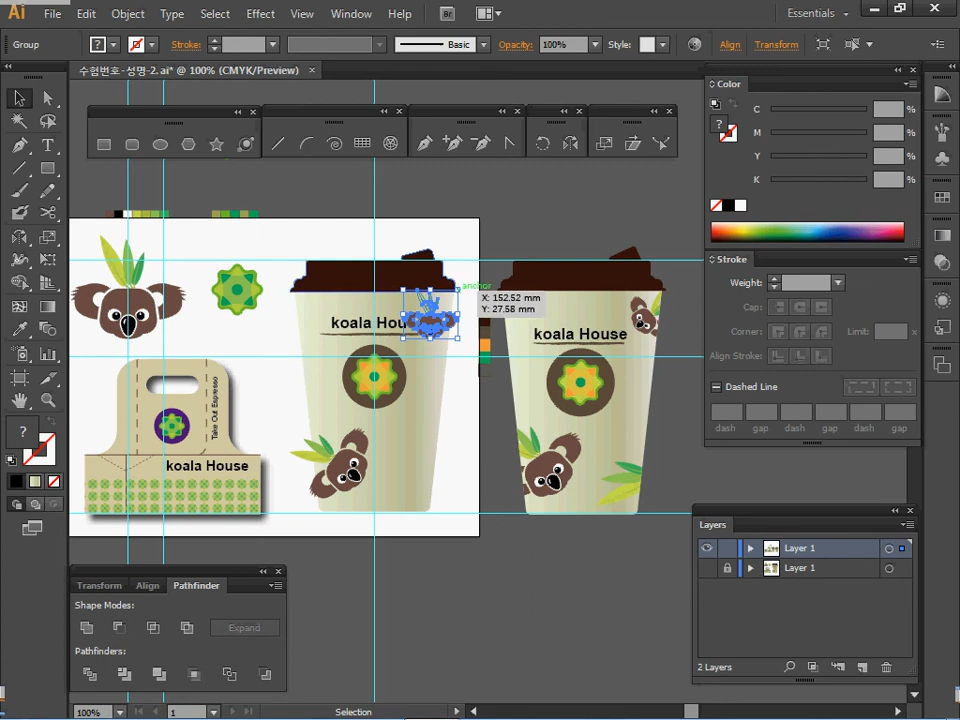 Ai File Edit Object Type Select Effect View Window Help Br Essentials
Group Stroke: Basic Opacity: 100% Style: Align Transform
수험번호-성명-2.ai* @ 100% (CMYK/Preview)
Color
C %
M %
Y %
K %
Stroke
Weight:
Cap:
Corner: Limit:
Align Stroke:
Dashed Line
dash gap dash gap dash gap
anchor
X: 152.52 mm
Y: 27.58 mm
koala Hou
koala House
Take Out Espresso
koala House
Layers
Layer 1
Layer 1
2 Layers
Transform Align Pathfinder
Shape Modes:
Expand
Pathfinders:
100% 1 Selection